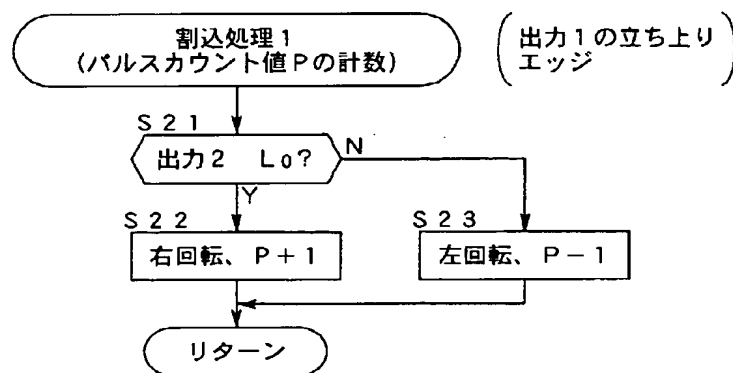 割込処理1
(パルスカウント値Pの計数)
(出力1の立ち上り
エッジ)
S21
出力2 Lo?
N
Y
S22
S23
右回転、P+1
左回転、P-1
リターン